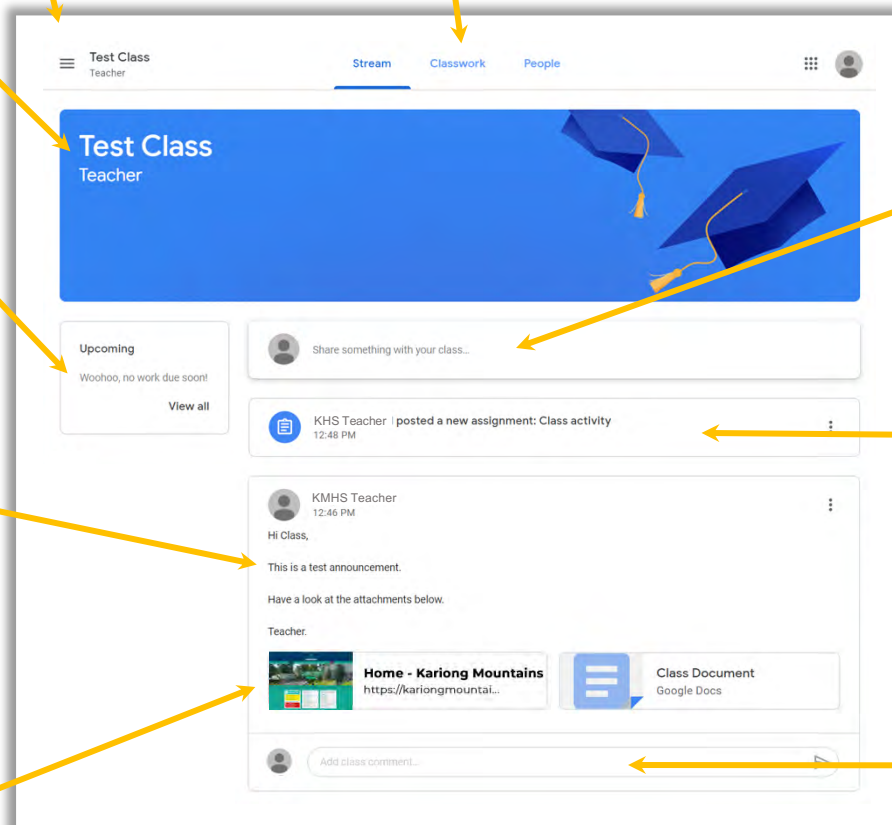 Test Class
Teacher
Stream
Classwork
People
Test Class
Teacher
Upcoming
Woohoo, no work due soon!
View all
Share something with your class...
KHS Teacher posted a new assignment: Class activity
12:48 PM
KMHS Teacher
12:46 PM
Hi Class,
This is a test announcement.
Have a look at the attachments below.
Teacher.
Home - Kariong Mountains
https://kariongmountai...
Class Document
Google Docs
Add class comment...